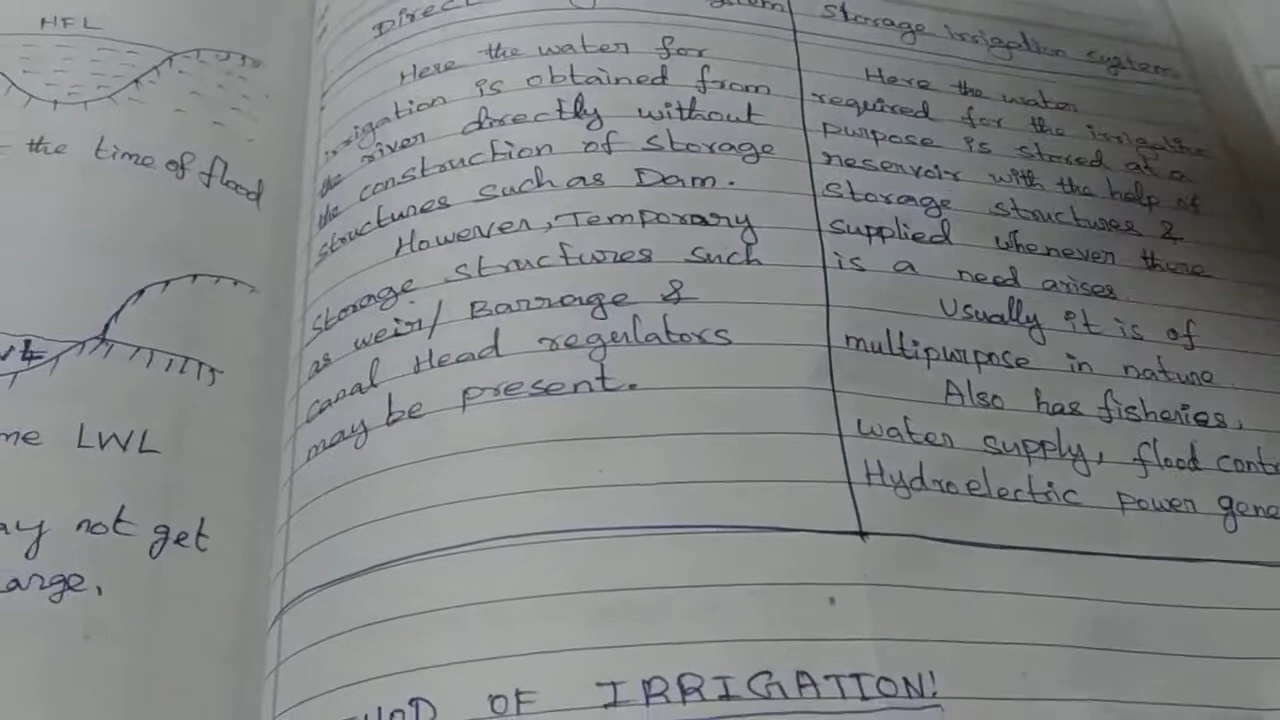 HFL
the time of flood
LWL
not get
Direct
storage irrigation system
Here the water for
irrigation is obtained from
the river directly without
the construction of storage
structures such as Dam.
However, Temporary
storage structures such
as weir/ Barrage &
canal Head regulators
may be present.
Here the water
required for the irrigation
purpose is stored at a
reservoir with the help of
storage structures &
supplied whenever there
is a need arises.
Usually it is of
multipurpose in nature
Also has fisheries,
water supply, flood cont
Hydroelectric power gene
OF IRRIGATION!